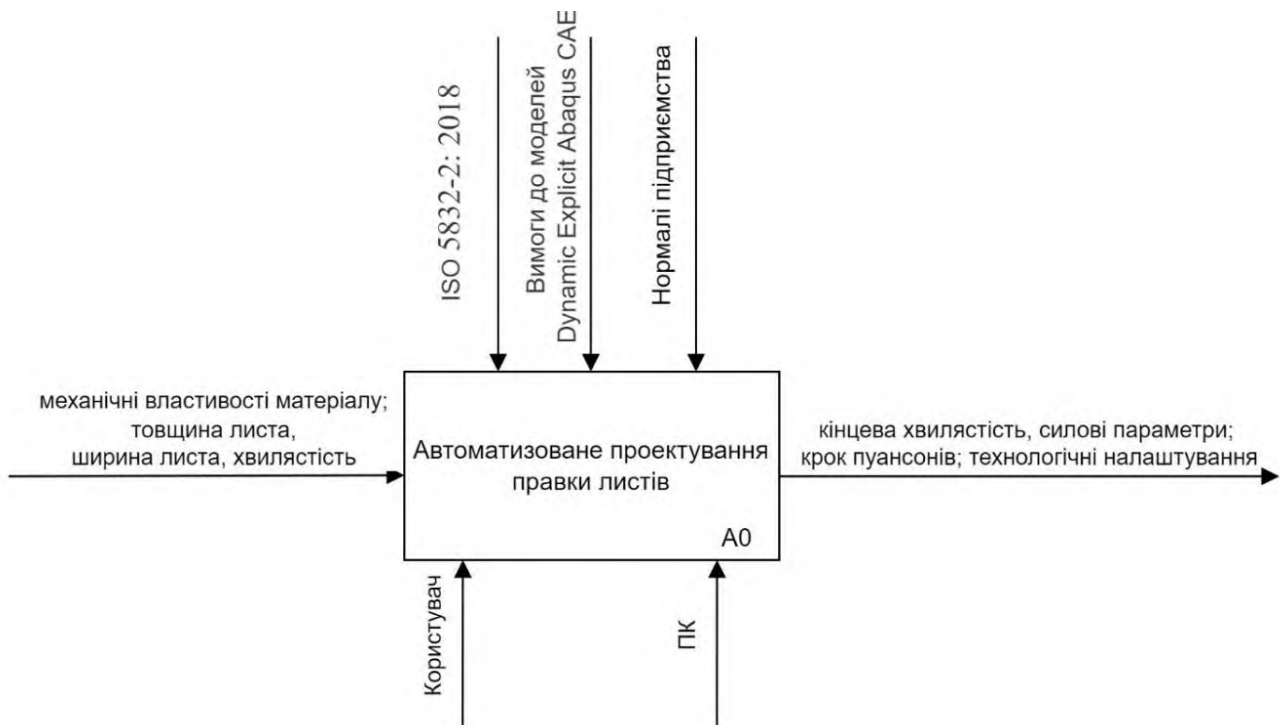 ISO 5832-2: 2018
Вимоги до моделей
Dynamic Explicit Abaqus CAE
Нормалі підприємства
механічні властивості матеріалу;
товщина листа,
ширина листа, хвилястість
Автоматизоване проектування
правки листів
A0
кінцева хвилястість, силові параметри;
крок пуансонів; технологічні налаштування
Користувач
ПК